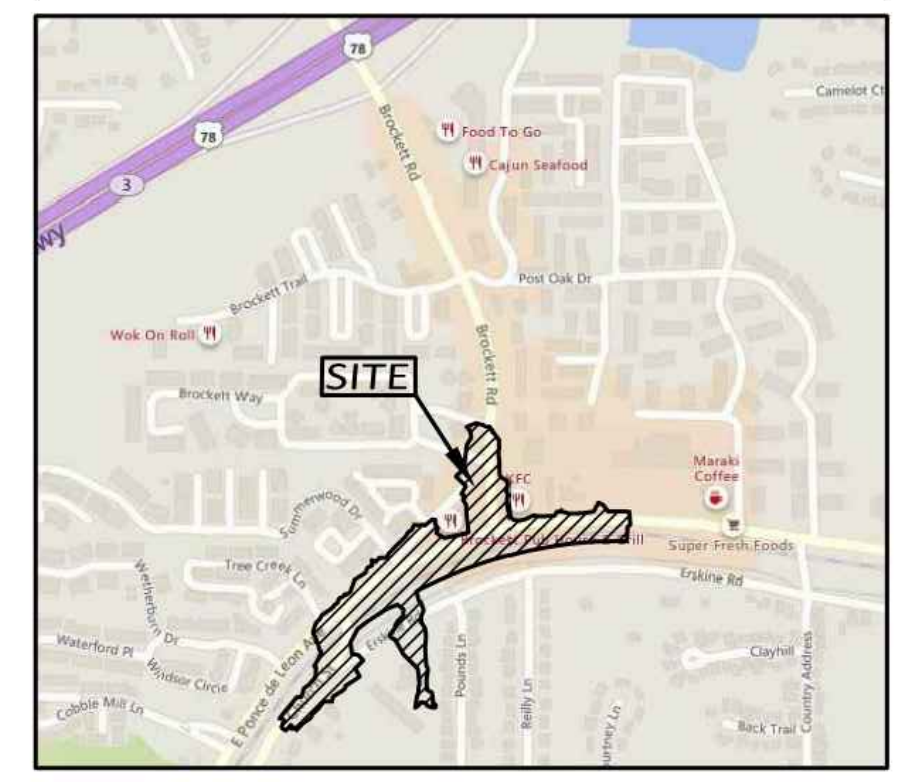 78
Camelot Ct
Food To Go
78
Brockett Rd
Cajun Seafood
3
wy
Post Oak Dr
Brockett Trail
Wok On Roll
Brockett Rd
SITE
Brockett Way
Maraki
Coffee
KFC
Summerwood Dr
Super Fresh Foods
Tree Creek Ln
Erskine Rd
Wetherburn Dr
Waterford Pl
Windsor Circle
E Ponce de Leon
Pounds Ln
Reilly Ln
Clayhill
Country Address
Cobble Mill Ln
Back Trail